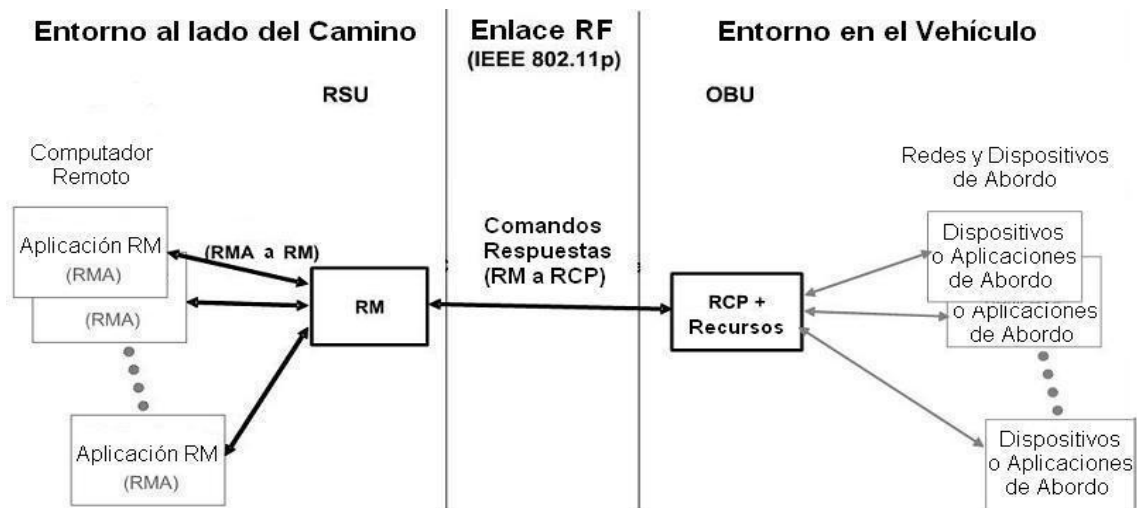 Entorno al lado del Camino
Enlace RF
(IEEE 802.11p)
Entorno en el Vehículo
RSU
OBU
Computador
Remoto
Redes y Dispositivos
de Abordo
Aplicación RM
(RMA)
(RMA)
Aplicación RM
(RMA)
(RMA a RM)
RM
Comandos
Respuestas
(RM a RCP)
RCP +
Recursos
Dispositivos
o Aplicaciones
de Abordo
o Aplicaciones
de Abordo
Dispositivos
o Aplicaciones
de Abordo